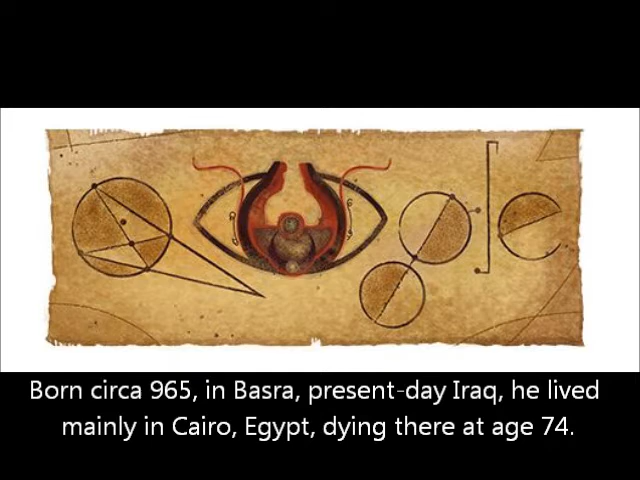 Google
Born circa 965, in Basra, present-day Iraq, he lived
mainly in Cairo, Egypt, dying there at age 74.